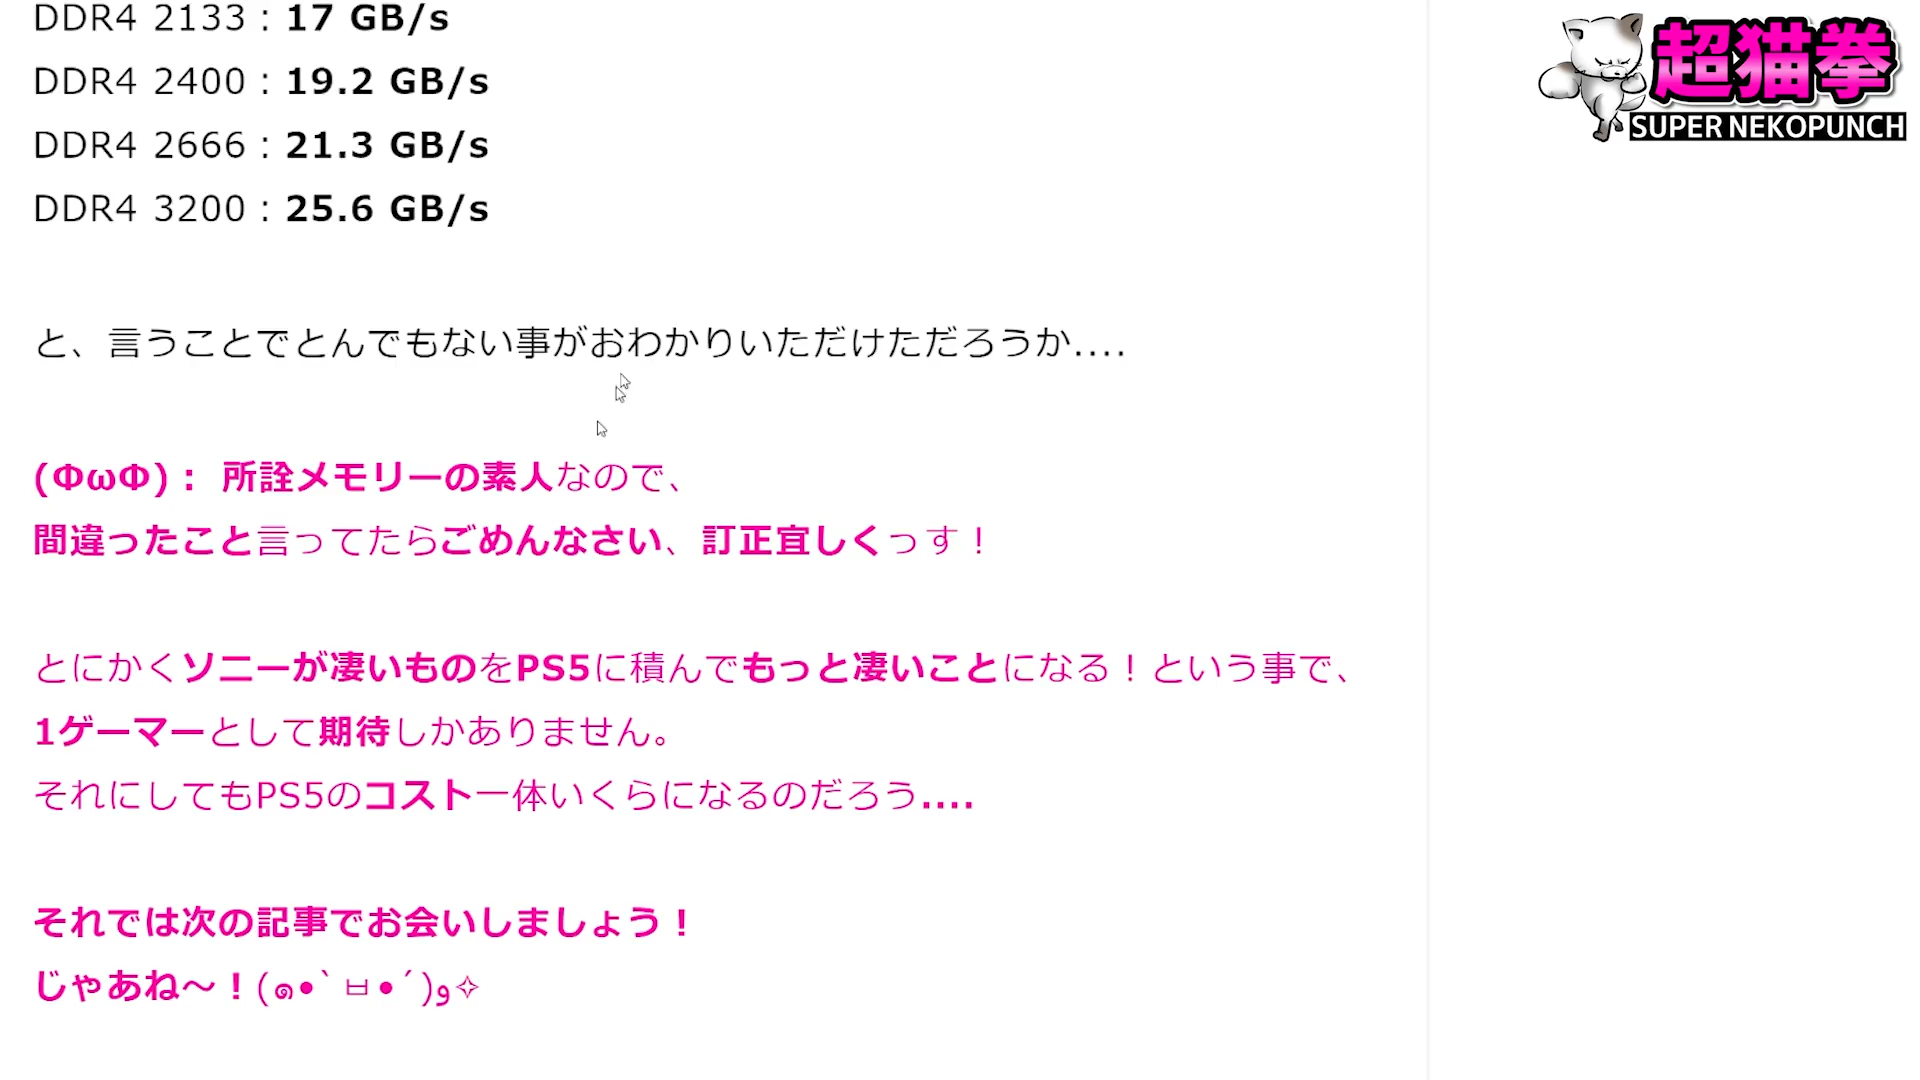 DDR4 2133 : 17 GB/s
DDR4 2400 : 19.2 GB/s
DDR4 2666 : 21.3 GB/s
DDR4 3200 : 25.6 GB/s
と、言うことでとんでもない事がおわかりいただけただろうか....
(ΦωΦ)： 所詮メモリーの素人なので、
間違ったこと言ってたらごめんなさい、訂正宜しくっす！
とにかくソニーが凄いものをPS5に積んでもっと凄いことになる！という事で、
1ゲーマーとして期待しかありません。
それにしてもPS5のコスト一体いくらになるのだろう....
それでは次の記事でお会いしましょう！
じゃあね～！(๑•̀ㅂ•́)و✧
超猫拳
SUPER NEKOPUNCH